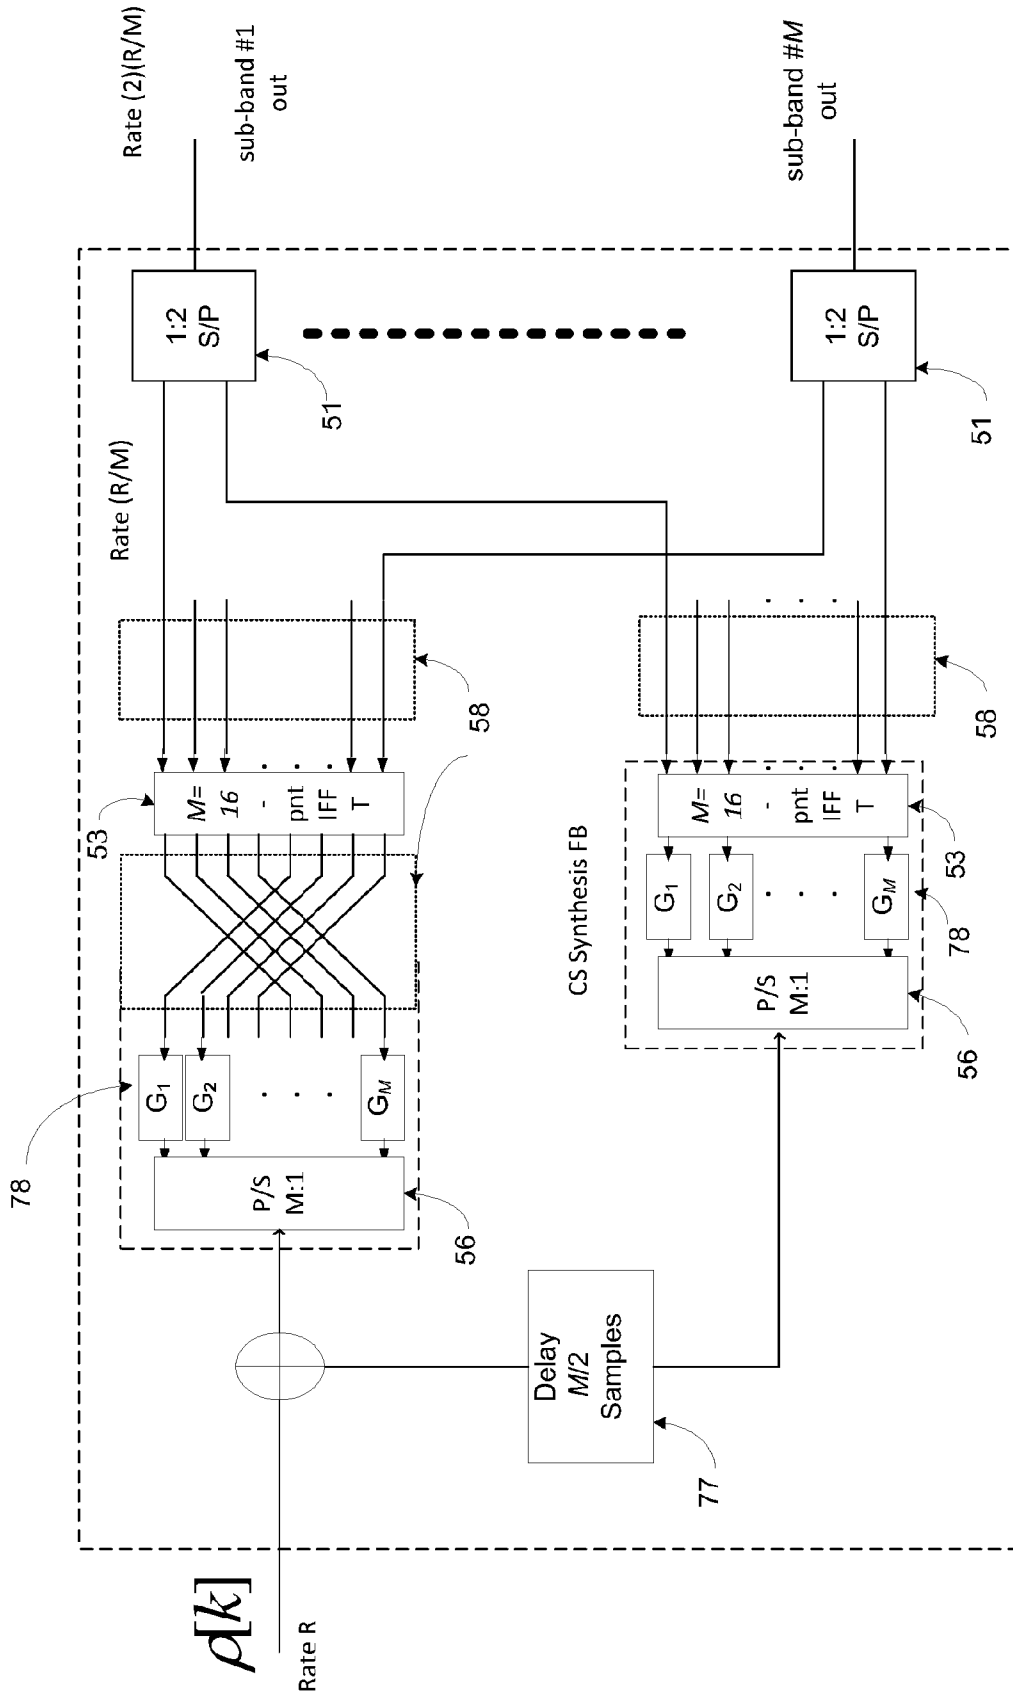 Rate (2)(R/M)
sub-band #1
out
sub-band #M
out
1:2
S/P
51
1:2
S/P
51
Rate (R/M)
58
58
53
M=
16
-
pnt
IFF
T
M=
16
-
pnt
IFF
T
53
CS Synthesis FB
G1
G2
GM
78
P/S
M:1
56
78
G1
G2
GM
P/S
M:1
56
Delay
M/2
Samples
77
ρ[k]
Rate R